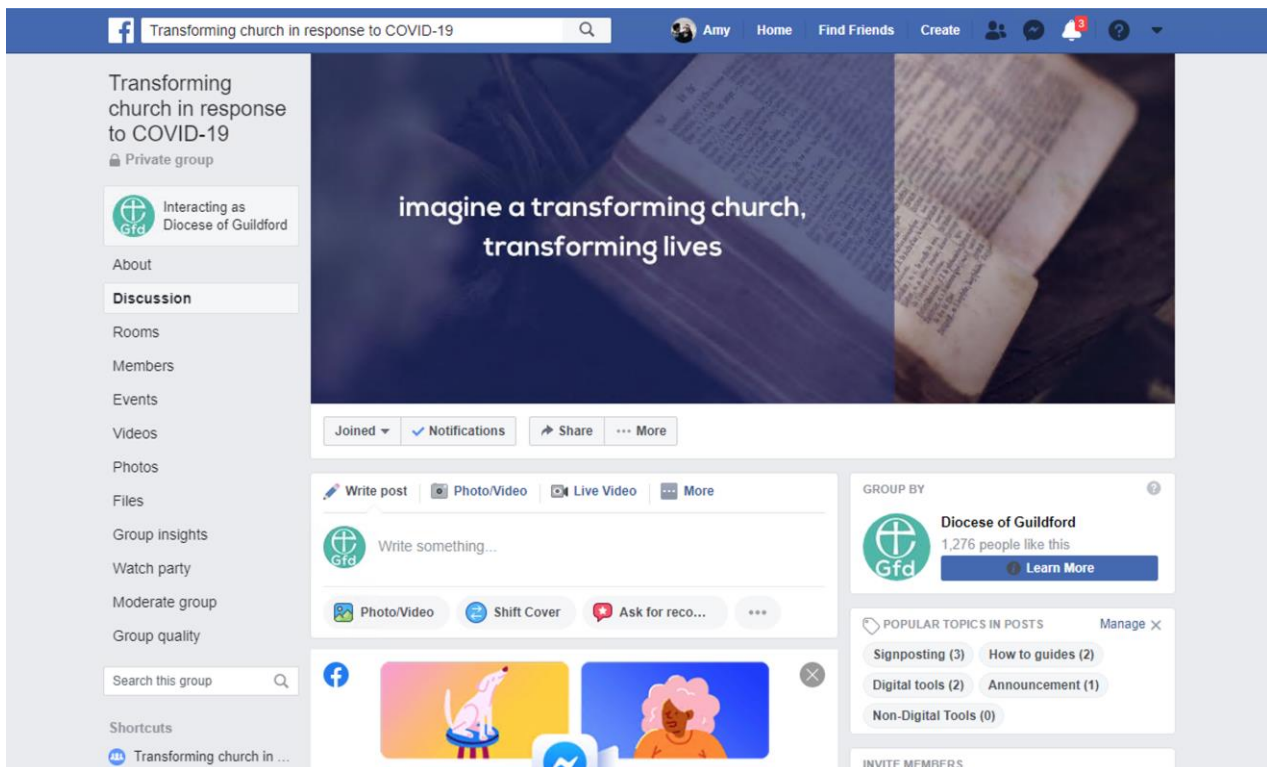 Transforming church in response to COVID-19
Amy
Home
Find Friends
Create
3
Transforming
church in response
to COVID-19
Private group
Gfd
Interacting as
Diocese of Guildford
About
Discussion
Rooms
Members
Events
Videos
Photos
Files
Group insights
Watch party
Moderate group
Group quality
Search this group
Shortcuts
Transforming church in ...
imagine a transforming church,
transforming lives
Joined
Notifications
Share
More
Write post
Photo/Video
Live Video
More
Gfd
Write something...
Photo/Video
Shift Cover
Ask for reco...
GROUP BY
Gfd
Diocese of Guildford
1,276 people like this
Learn More
POPULAR TOPICS IN POSTS
Manage
Signposting (3)
How to guides (2)
Digital tools (2)
Announcement (1)
Non-Digital Tools (0)
INVITE MEMBERS